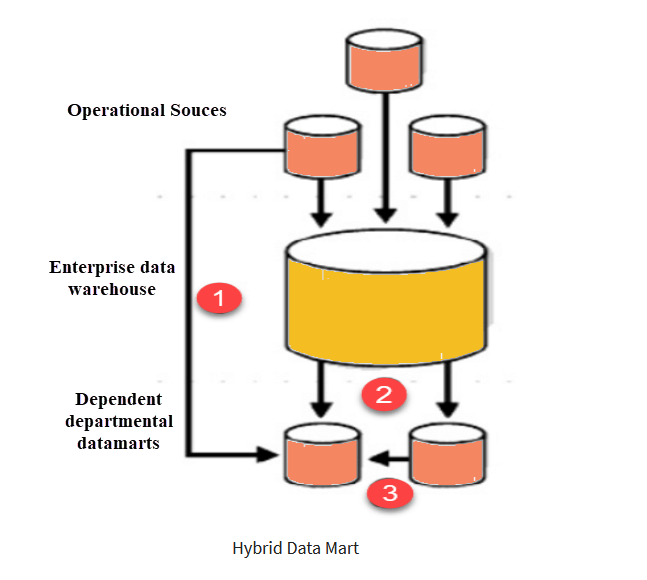 Operational Souces
Enterprise data
warehouse
1
Dependent
departmental
datamarts
2
3
Hybrid Data Mart